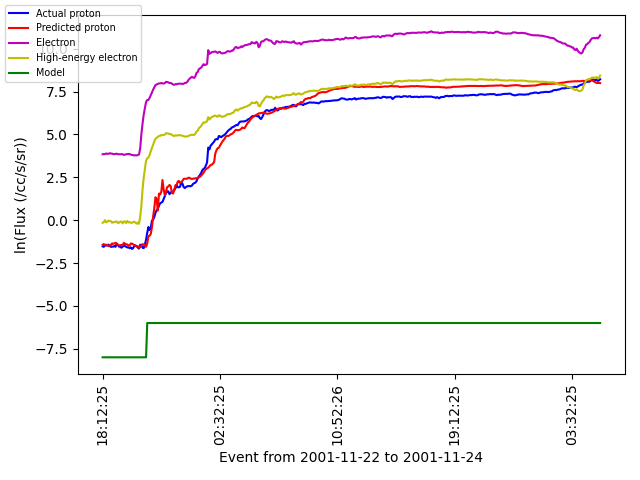 Actual proton
Predicted proton
Electron
High-energy electron
Model
10.0
7.5
5.0
2.5
0.0
−2.5
−5.0
−7.5
ln(Flux (/cc/s/sr))
18:12:25
02:32:25
10:52:26
19:12:25
03:32:25
Event from 2001-11-22 to 2001-11-24